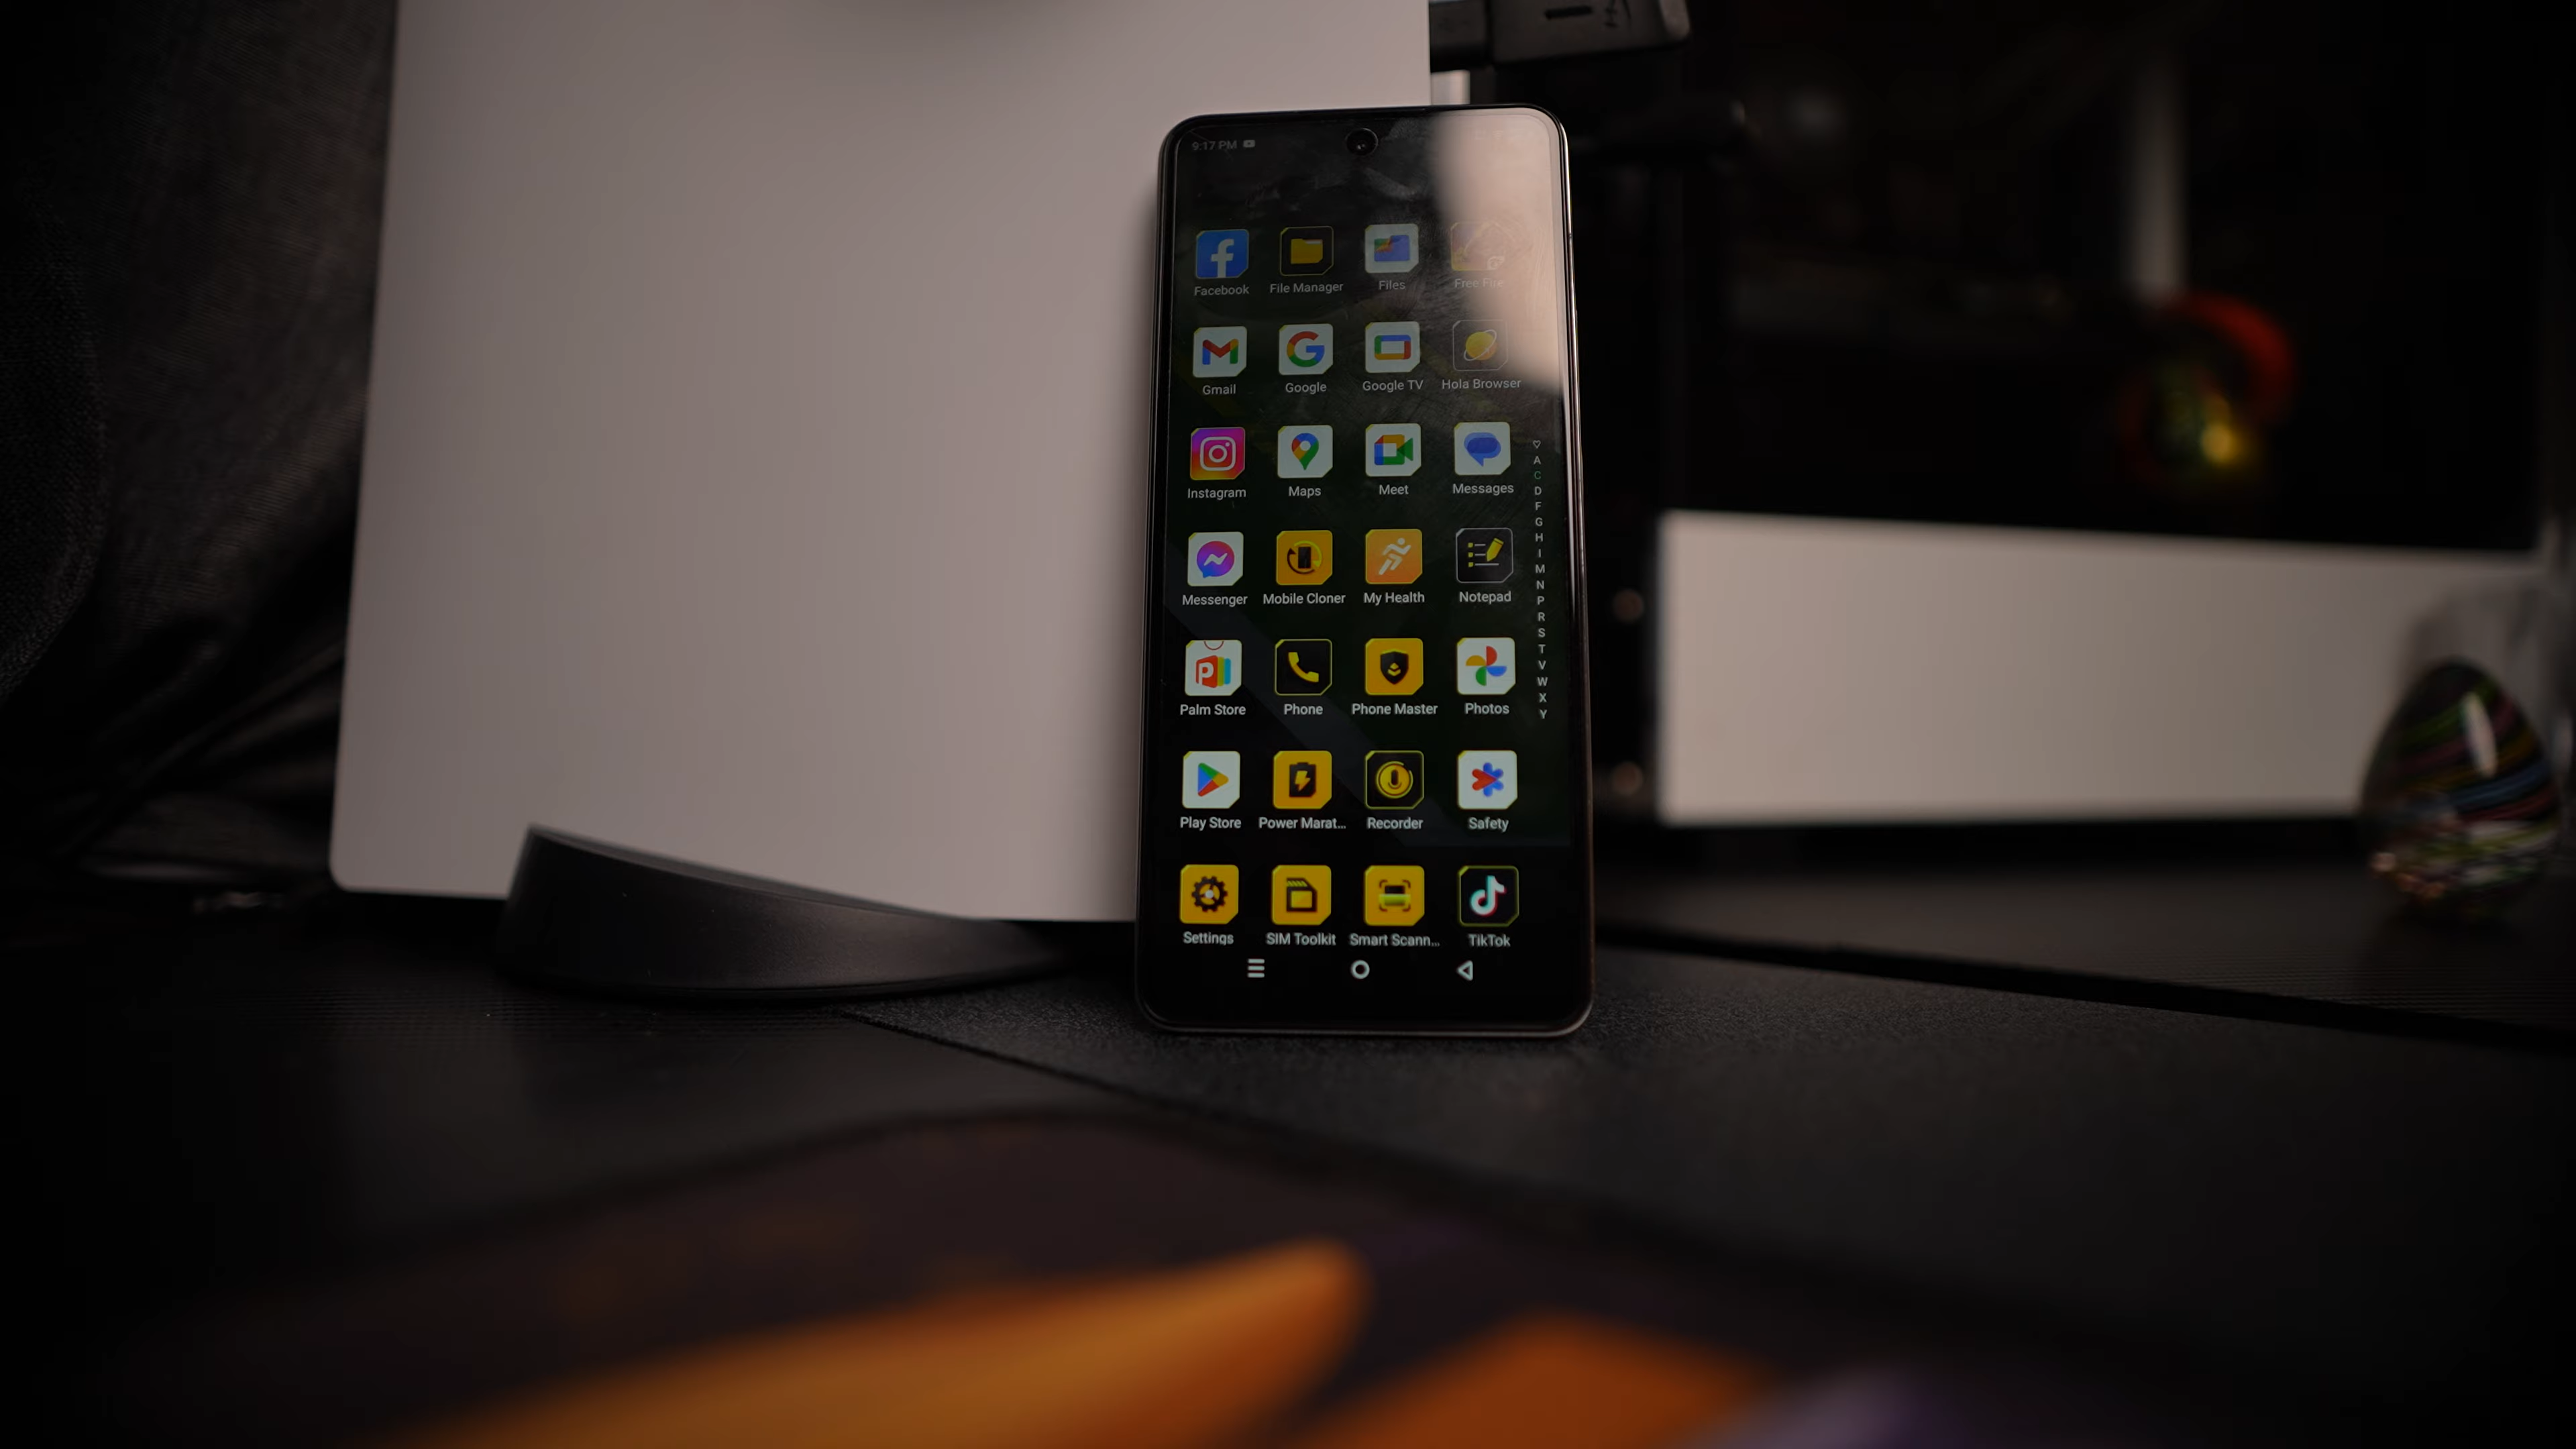 9:17 PM
Facebook File Manager Files Free Fire
Gmail Google Google TV Hola Browser
Instagram Maps Meet Messages
Messenger Mobile Cloner My Health Notepad
Palm Store Phone Phone Master Photos
Play Store Power Marat... Recorder Safety
Settings SIM Toolkit Smart Scann... TikTok
A
C
D
F
G
H
I
M
N
P
R
S
T
V
W
X
Y